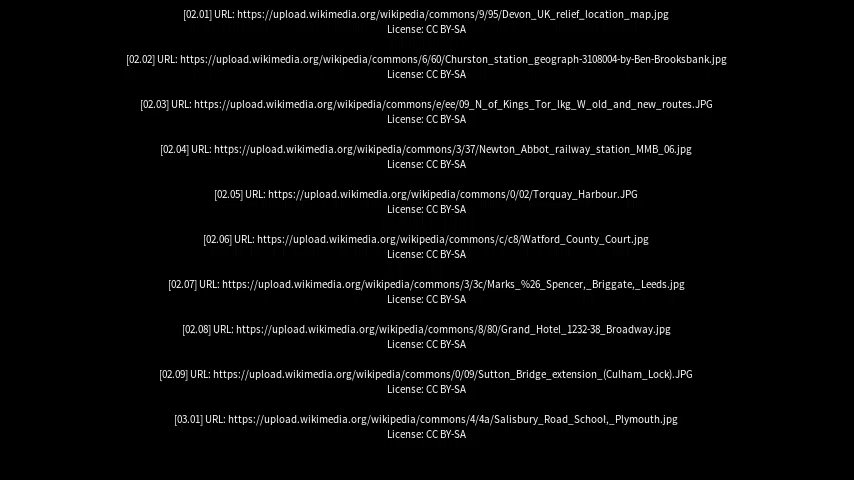 [02.01] URL: https://upload.wikimedia.org/wikipedia/commons/9/95/Devon_UK_relief_location_map.jpg
License: CC BY-SA
[02.02] URL: https://upload.wikimedia.org/wikipedia/commons/6/60/Churston_station_geograph-3108004-by-Ben-Brooksbank.jpg
License: CC BY-SA
[02.03] URL: https://upload.wikimedia.org/wikipedia/commons/e/ee/09_N_of_Kings_Tor_lkg_W_old_and_new_routes.JPG
License: CC BY-SA
[02.04] URL: https://upload.wikimedia.org/wikipedia/commons/3/37/Newton_Abbot_railway_station_MMB_06.jpg
License: CC BY-SA
[02.05] URL: https://upload.wikimedia.org/wikipedia/commons/0/02/Torquay_Harbour.JPG
License: CC BY-SA
[02.06] URL: https://upload.wikimedia.org/wikipedia/commons/c/c8/Watford_County_Court.jpg
License: CC BY-SA
[02.07] URL: https://upload.wikimedia.org/wikipedia/commons/3/3c/Marks_%26_Spencer,_Briggate,_Leeds.jpg
License: CC BY-SA
[02.08] URL: https://upload.wikimedia.org/wikipedia/commons/8/80/Grand_Hotel_1232-38_Broadway.jpg
License: CC BY-SA
[02.09] URL: https://upload.wikimedia.org/wikipedia/commons/0/09/Sutton_Bridge_extension_(Culham_Lock).JPG
License: CC BY-SA
[03.01] URL: https://upload.wikimedia.org/wikipedia/commons/4/4a/Salisbury_Road_School,_Plymouth.jpg
License: CC BY-SA